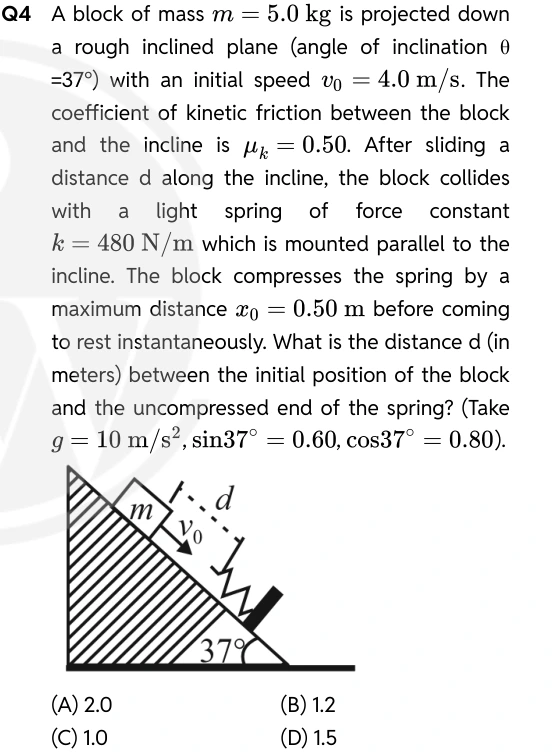 Q4 A block of mass m = 5.0 kg is projected down
a rough inclined plane (angle of inclination θ
=37°) with an initial speed v₀ = 4.0 m/s. The
coefficient of kinetic friction between the block
and the incline is μₖ = 0.50. After sliding a
distance d along the incline, the block collides
with a light spring of force constant
k = 480 N/m which is mounted parallel to the
incline. The block compresses the spring by a
maximum distance x₀ = 0.50 m before coming
to rest instantaneously. What is the distance d (in
meters) between the initial position of the block
and the uncompressed end of the spring? (Take
g = 10 m/s², sin37° = 0.60, cos37° = 0.80).
d
m
v₀
37°
(A) 2.0 (B) 1.2
(C) 1.0 (D) 1.5